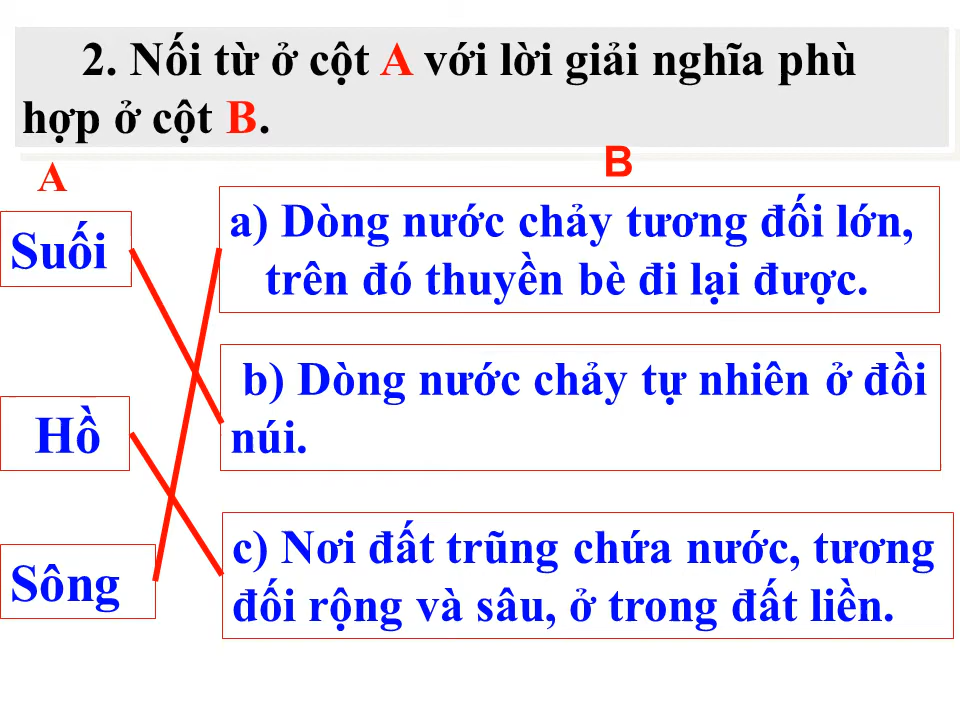 2. Nối từ ở cột A với lời giải nghĩa phù
hợp ở cột B.
A
B
Suối
a) Dòng nước chảy tương đối lớn,
trên đó thuyền bè đi lại được.
b) Dòng nước chảy tự nhiên ở đồi
núi.
Hồ
c) Nơi đất trũng chứa nước, tương
đối rộng và sâu, ở trong đất liền.
Sông